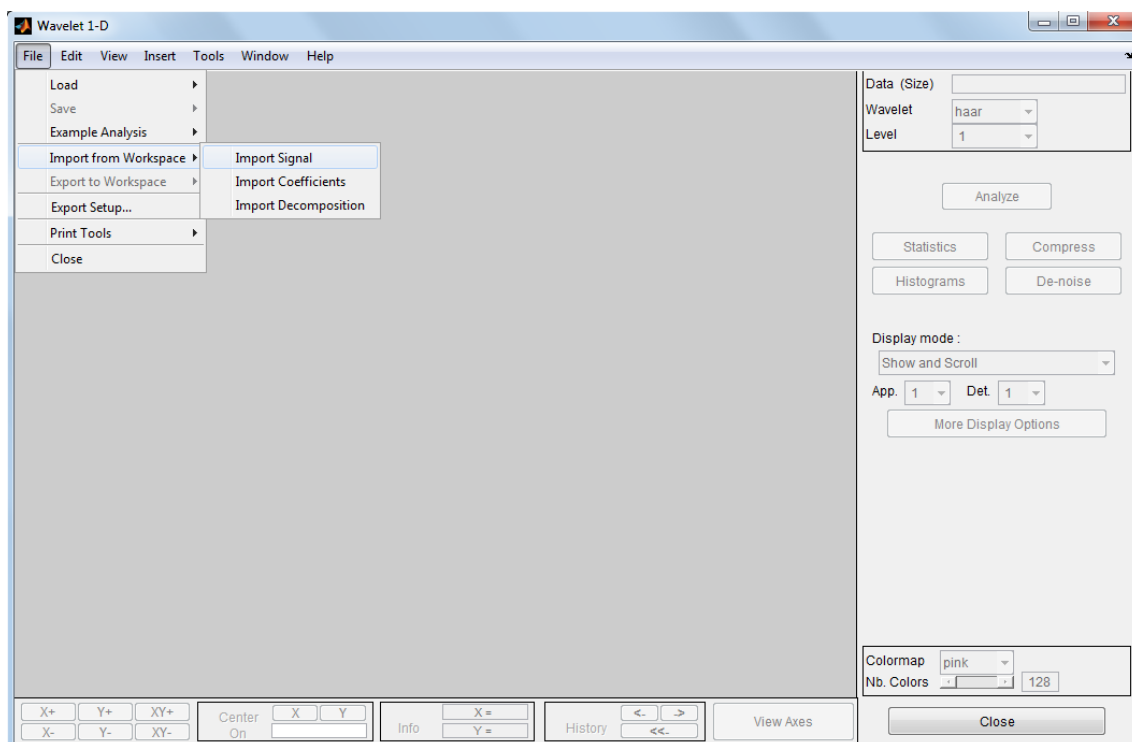 Wavelet 1-D
File Edit View Insert Tools Window Help
Load
Save
Example Analysis
Import from Workspace
Export to Workspace
Export Setup...
Print Tools
Close
Import Signal
Import Coefficients
Import Decomposition
Data (Size)
Wavelet haar
Level 1
Analyze
Statistics Compress
Histograms De-noise
Display mode :
Show and Scroll
App. 1 Det. 1
More Display Options
Colormap pink
Nb. Colors 128
X+ Y+ XY+
X- Y- XY-
Center On
X Y
Info
X =
Y =
History
<- ->
<<-
View Axes
Close